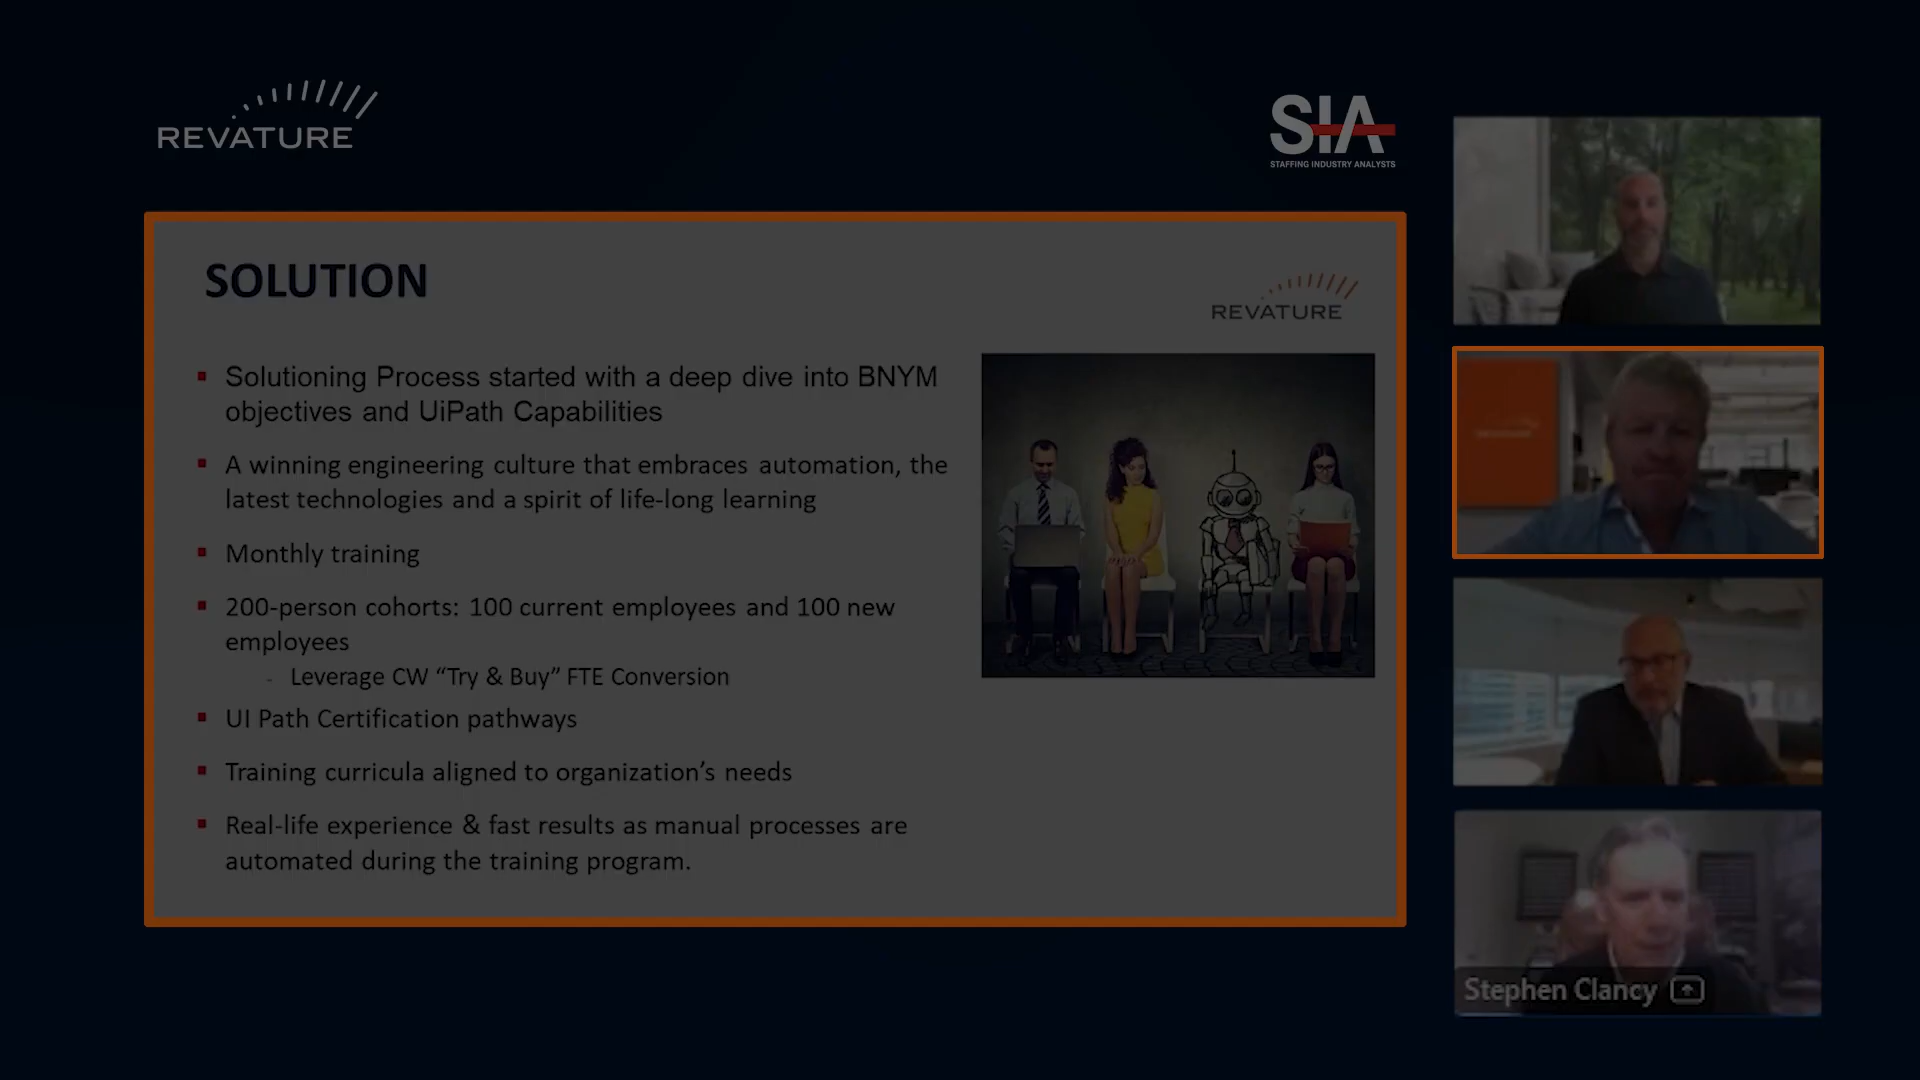 REVATURE
SIA
STAFFING INDUSTRY ANALYSTS
SOLUTION
REVATURE
Solutioning Process started with a deep dive into BNYM
objectives and UiPath Capabilities
A winning engineering culture that embraces automation, the
latest technologies and a spirit of life-long learning
Monthly training
200-person cohorts: 100 current employees and 100 new
employees
- Leverage CW “Try & Buy” FTE Conversion
UI Path Certification pathways
Training curricula aligned to organization’s needs
Real-life experience & fast results as manual processes are
automated during the training program.
Stephen Clancy